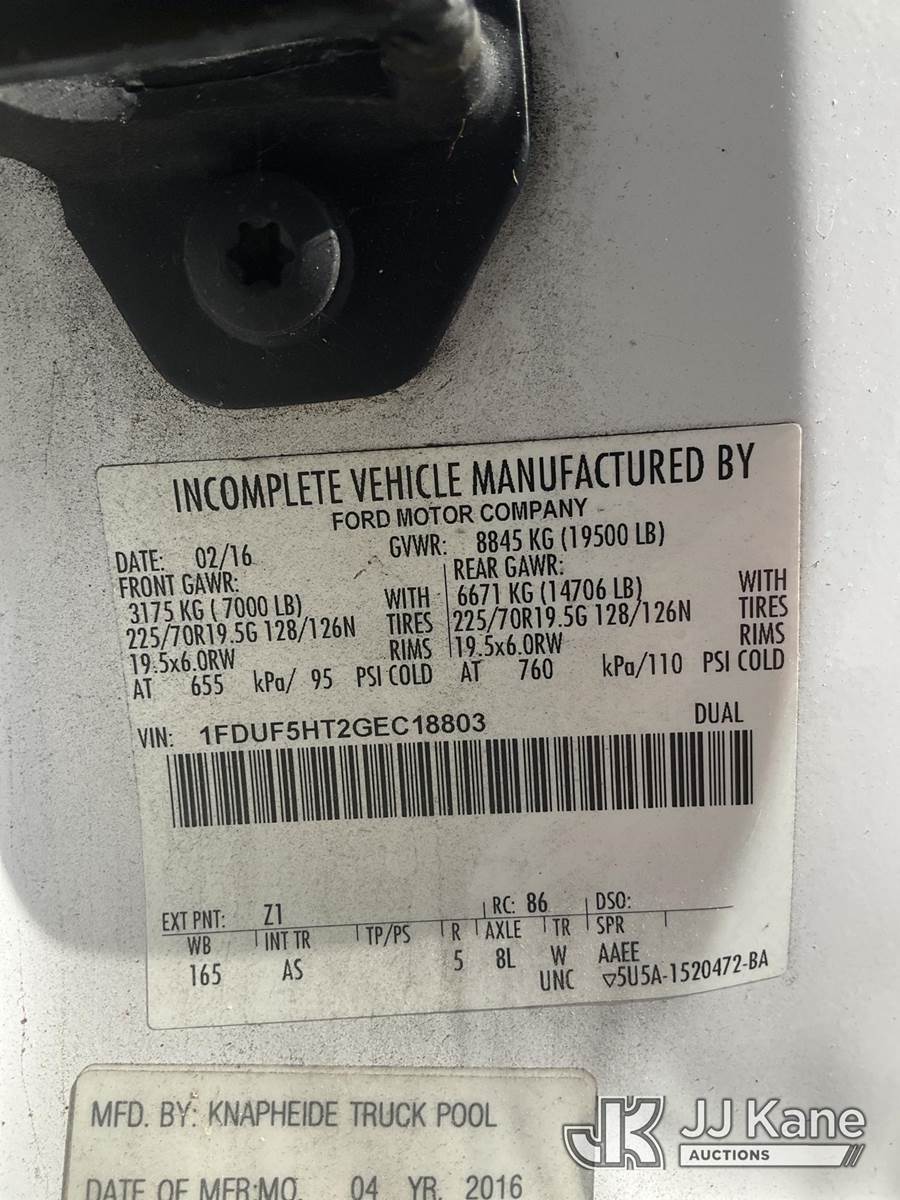 INCOMPLETE VEHICLE MANUFACTURED BY
FORD MOTOR COMPANY
DATE: 02/16 GVWR: 8845 KG (19500 LB)
FRONT GAWR: REAR GAWR:
3175 KG ( 7000 LB) WITH 6671 KG (14706 LB) WITH
225/70R19.5G 128/126N TIRES 225/70R19.5G 128/126N TIRES
19.5x6.0RW RIMS 19.5x6.0RW RIMS
AT 655 kPa/ 95 PSI COLD AT 760 kPa/110 PSI COLD
VIN: 1FDUF5HT2GEC18803 DUAL
EXT PNT: Z1 RC: 86 DSO:
WB INT TR TP/PS R AXLE TR SPR
165 AS 5 8L W AAEE
UNC ▽5U5A-1520472-BA
MFD. BY: KNAPHEIDE TRUCK POOL
DATE OF MFR:MO. 04 YR. 2016
JK JJ Kane
AUCTIONS